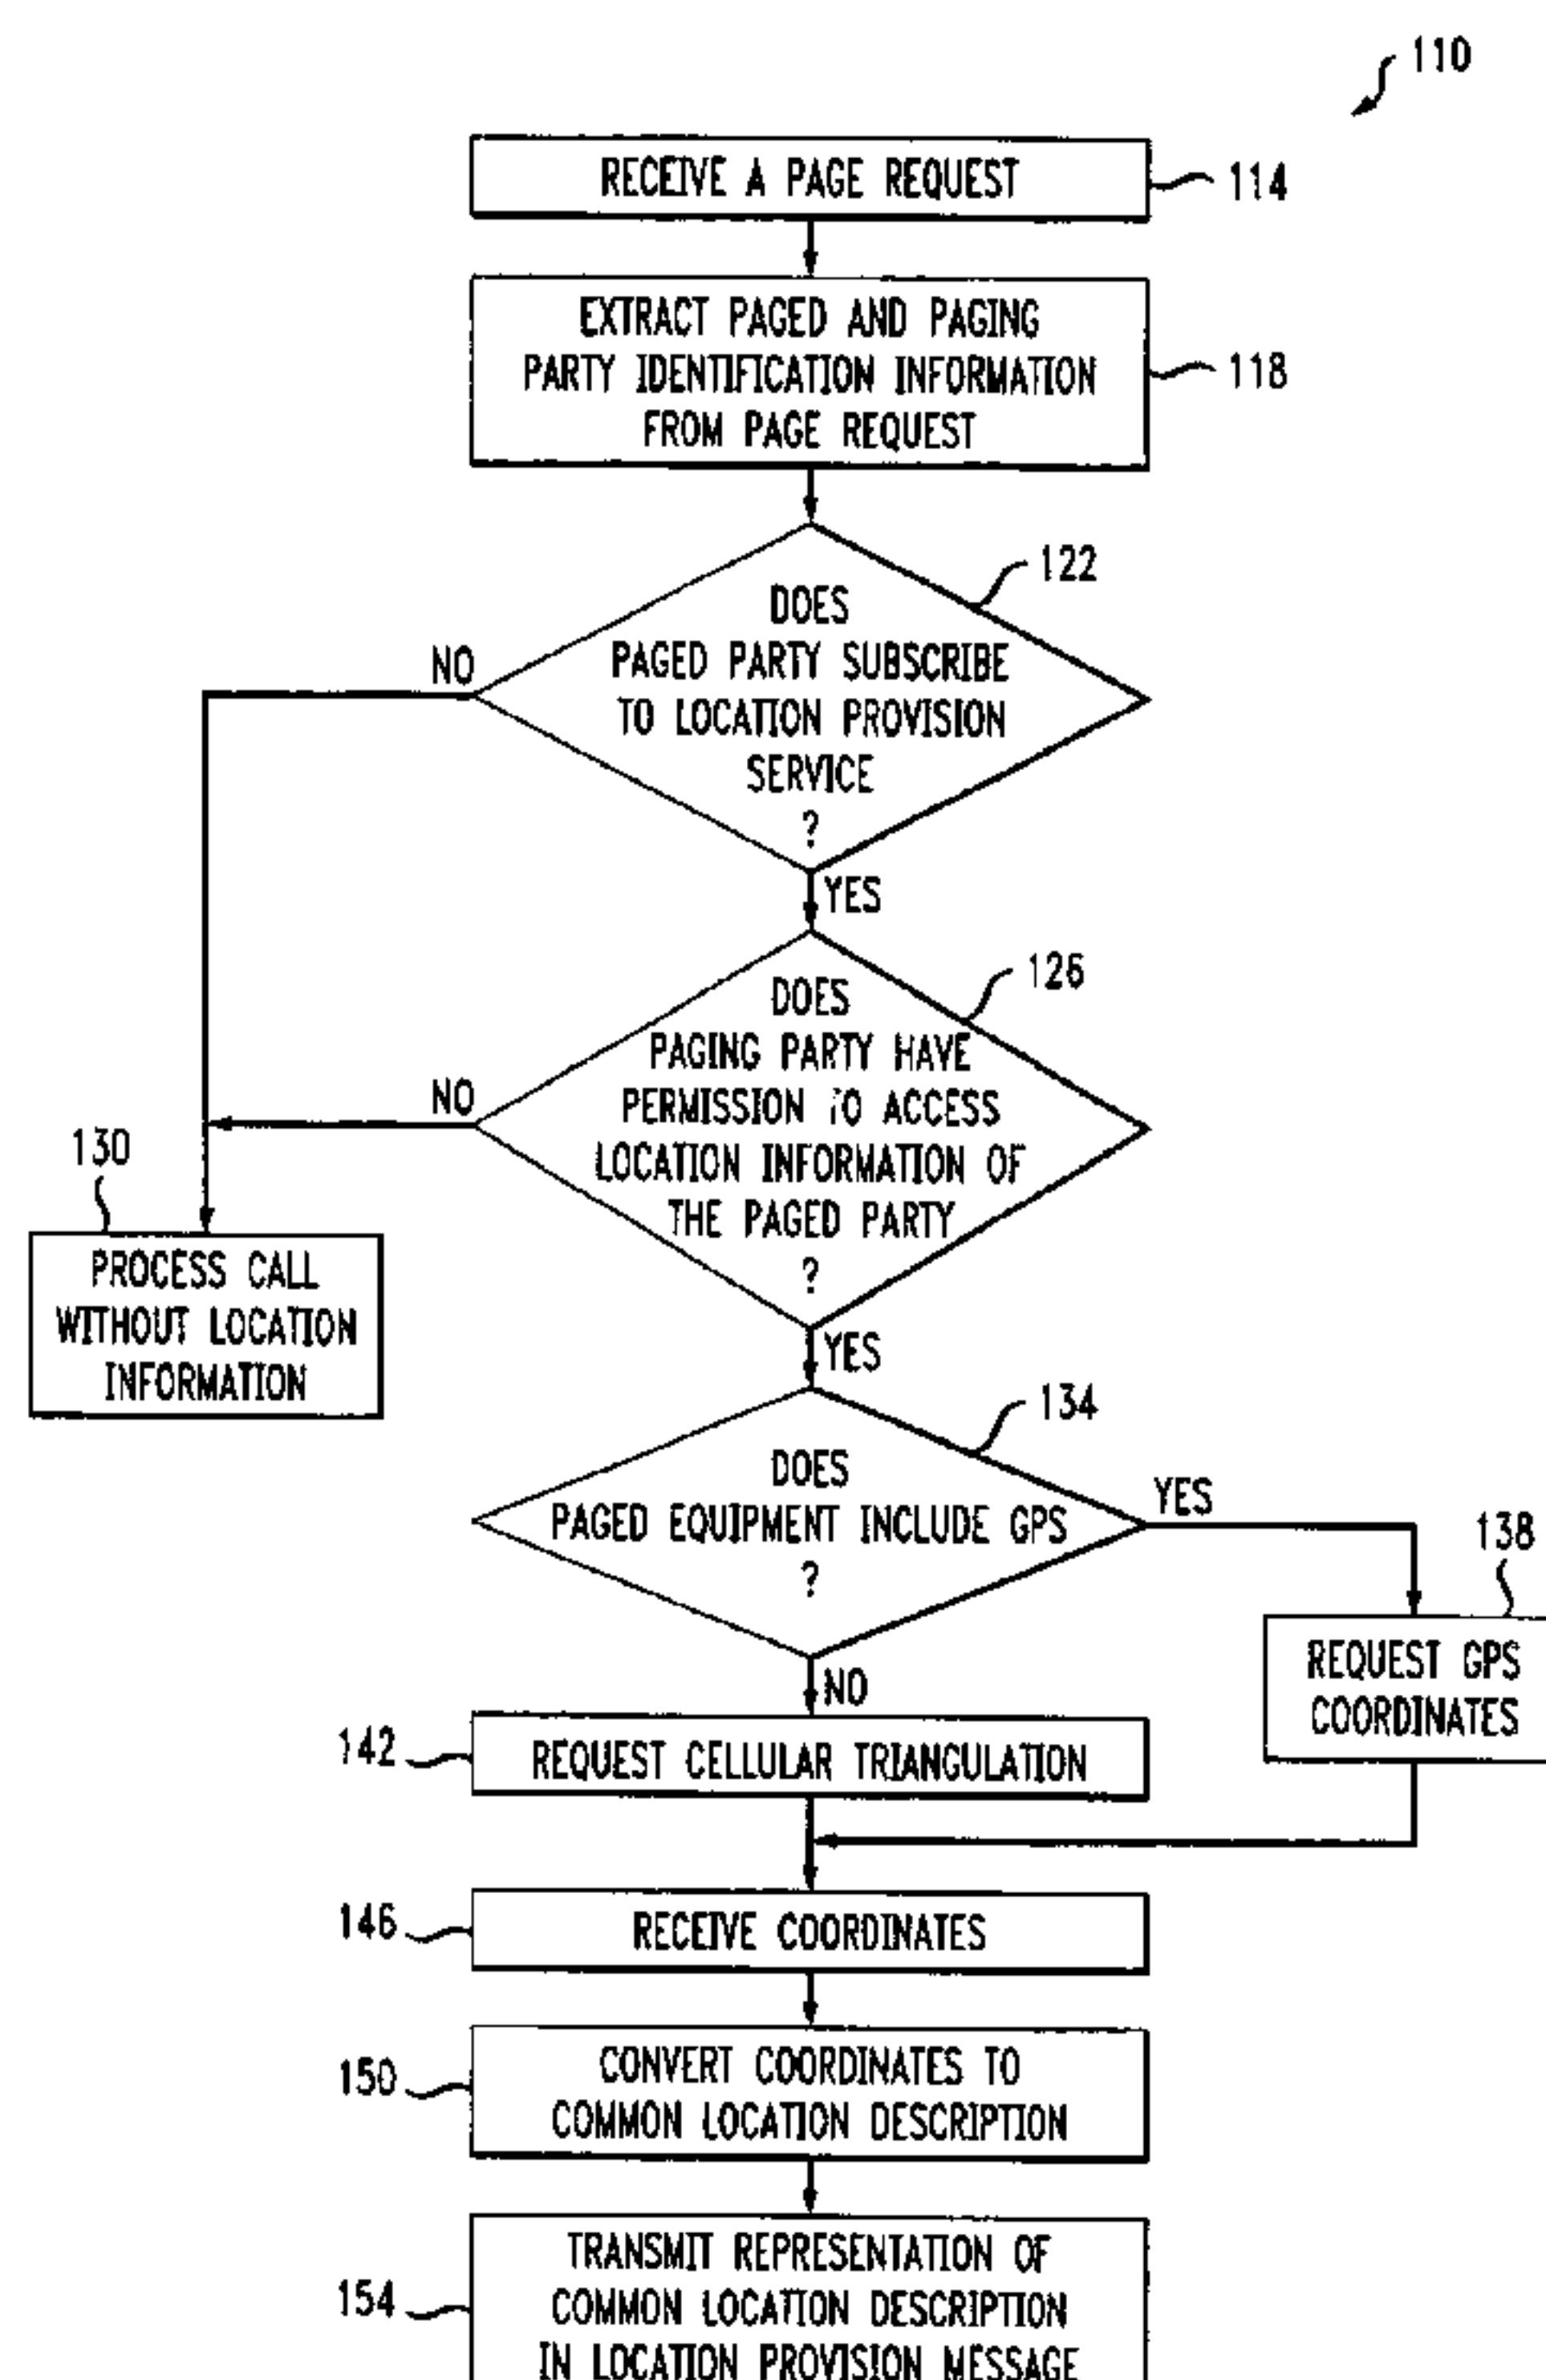 110
RECEIVE A PAGE REQUEST
114
EXTRACT PAGED AND PAGING
PARTY IDENTIFICATION INFORMATION
FROM PAGE REQUEST
118
122
DOES
PAGED PARTY SUBSCRIBE
TO LOCATION PROVISION
SERVICE
?
NO
YES
126
DOES
PAGING PARTY HAVE
PERMISSION TO ACCESS
LOCATION INFORMATION OF
THE PAGED PARTY
?
NO
130
PROCESS CALL
WITHOUT LOCATION
INFORMATION
YES
134
DOES
PAGED EQUIPMENT INCLUDE GPS
?
YES
138
REQUEST GPS
COORDINATES
NO
142
REQUEST CELLULAR TRIANGULATION
146
RECEIVE COORDINATES
150
CONVERT COORDINATES TO
COMMON LOCATION DESCRIPTION
154
TRANSMIT REPRESENTATION OF
COMMON LOCATION DESCRIPTION
IN LOCATION PROVISION MESSAGE